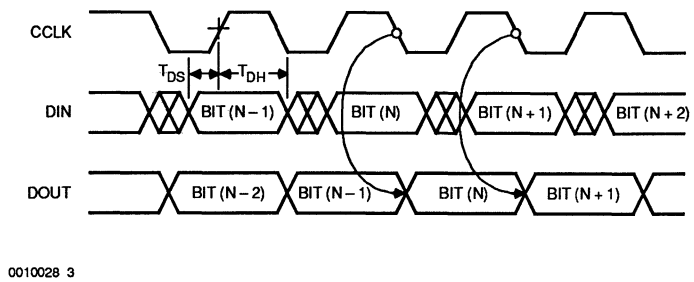 CCLK
T_DS T_DH
DIN BIT (N – 1) BIT (N) BIT (N + 1) BIT (N + 2)
DOUT BIT (N – 2) BIT (N – 1) BIT (N) BIT (N + 1)
0010028 3